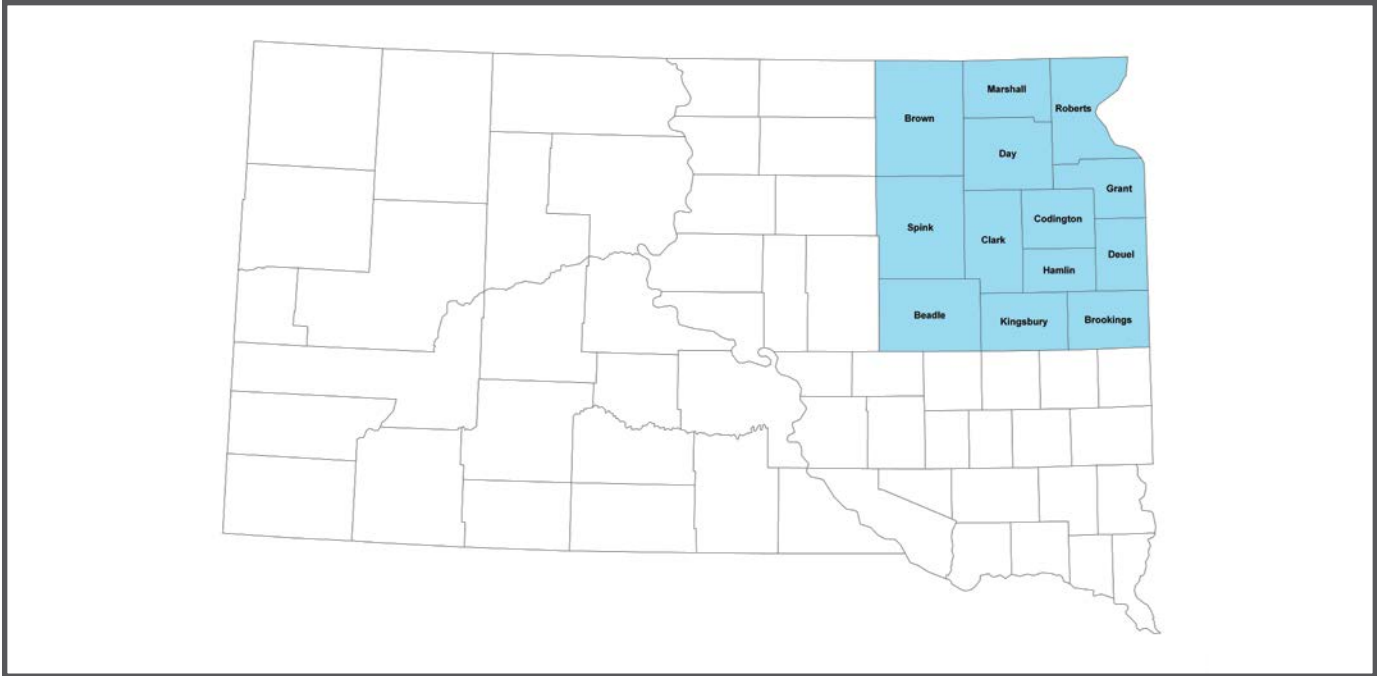 Marshall
Roberts
Brown
Day
Grant
Codington
Spink
Clark
Deuel
Hamlin
Beadle
Kingsbury
Brookings